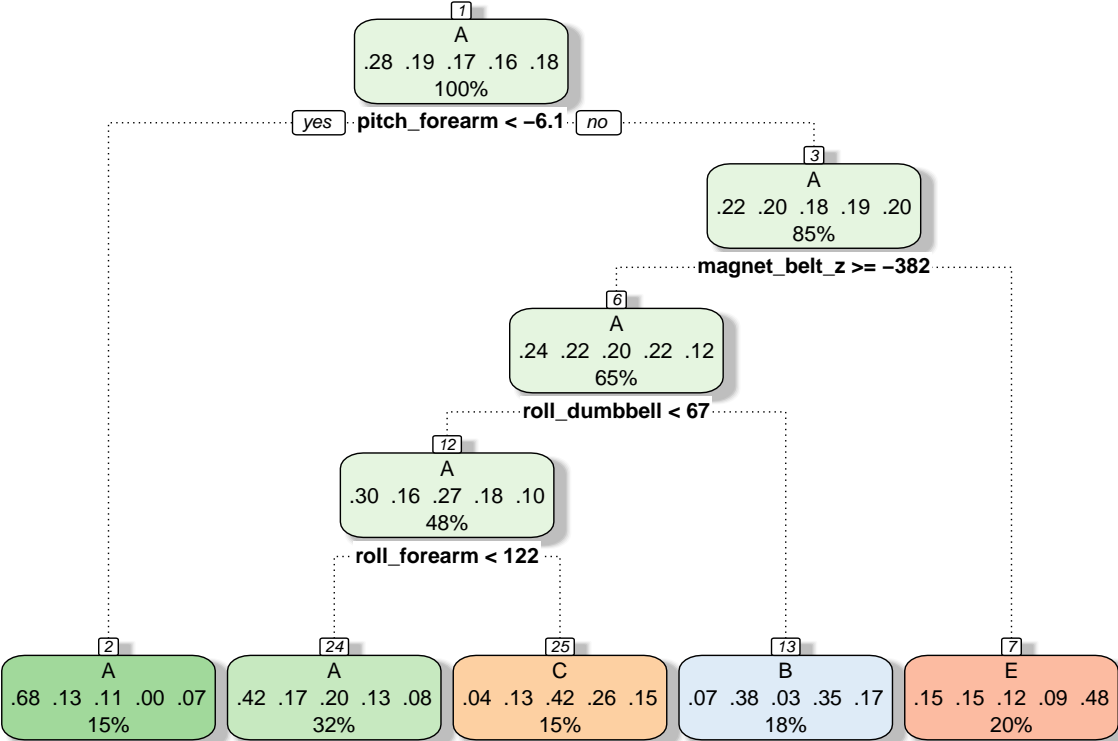 1
A
.28 .19 .17 .16 .18
100%
yes pitch_forearm < −6.1 no
3
A
.22 .20 .18 .19 .20
85%
magnet_belt_z >= −382
6
A
.24 .22 .20 .22 .12
65%
roll_dumbbell < 67
12
A
.30 .16 .27 .18 .10
48%
roll_forearm < 122
2
A
.68 .13 .11 .00 .07
15%
24
A
.42 .17 .20 .13 .08
32%
25
C
.04 .13 .42 .26 .15
15%
13
B
.07 .38 .03 .35 .17
18%
7
E
.15 .15 .12 .09 .48
20%